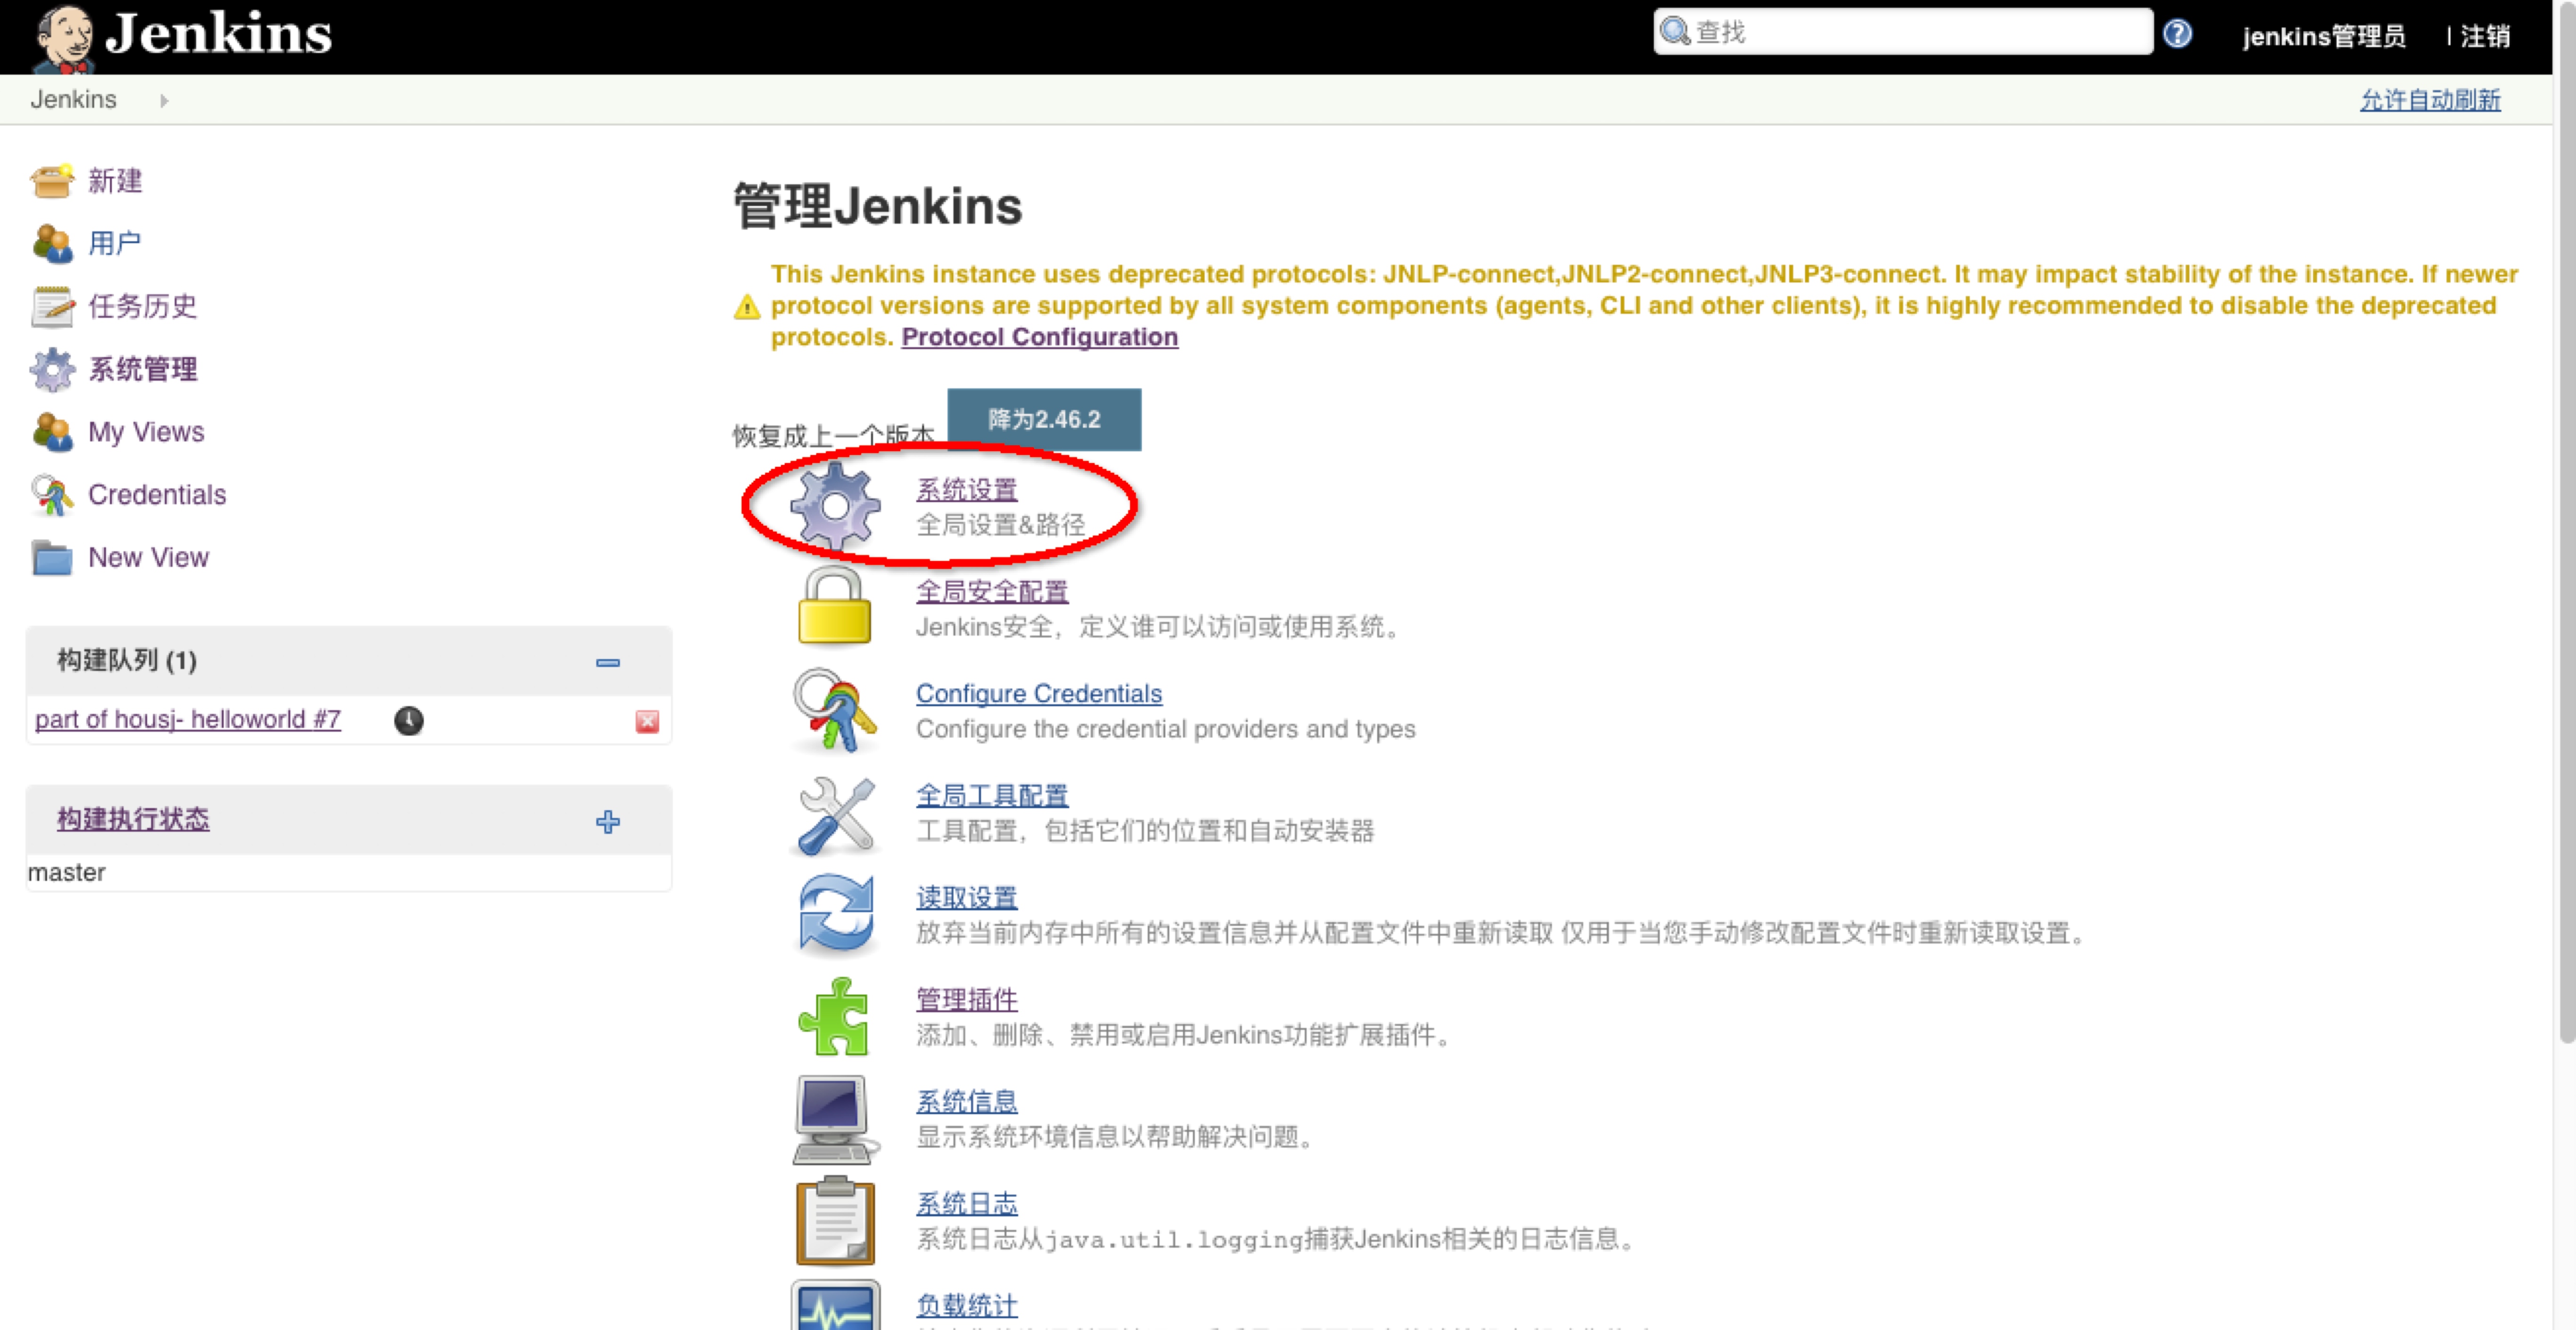 Jenkins
查找
jenkins管理员 | 注销
Jenkins
允许自动刷新
新建
用户
任务历史
系统管理
My Views
Credentials
New View
构建队列 (1)
part of housj- helloworld #7
构建执行状态
master
管理Jenkins
This Jenkins instance uses deprecated protocols: JNLP-connect,JNLP2-connect,JNLP3-connect. It may impact stability of the instance. If newer
protocol versions are supported by all system components (agents, CLI and other clients), it is highly recommended to disable the deprecated
protocols. Protocol Configuration
恢复成上一个版本 降为2.46.2
系统设置
全局设置&路径
全局安全配置
Jenkins安全，定义谁可以访问或使用系统。
Configure Credentials
Configure the credential providers and types
全局工具配置
工具配置，包括它们的位置和自动安装器
读取设置
放弃当前内存中所有的设置信息并从配置文件中重新读取 仅用于当您手动修改配置文件时重新读取设置。
管理插件
添加、删除、禁用或启用Jenkins功能扩展插件。
系统信息
显示系统环境信息以帮助解决问题。
系统日志
系统日志从java.util.logging捕获Jenkins相关的日志信息。
负载统计